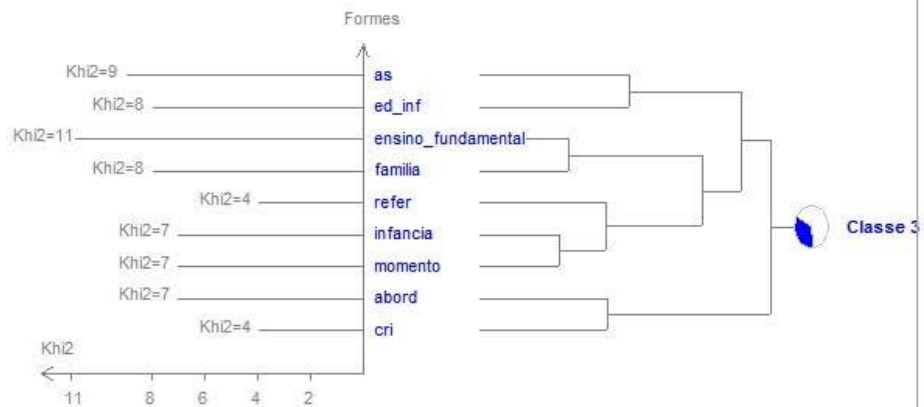 Formes
Khi2=9 as
Khi2=8 ed_inf
Khi2=11 ensino_fundamental
Khi2=8 familia
Khi2=4 refer
Khi2=7 infancia
Khi2=7 momento
Khi2=7 abord
Khi2=4 cri
Classe 3
Khi2
11 8 6 4 2